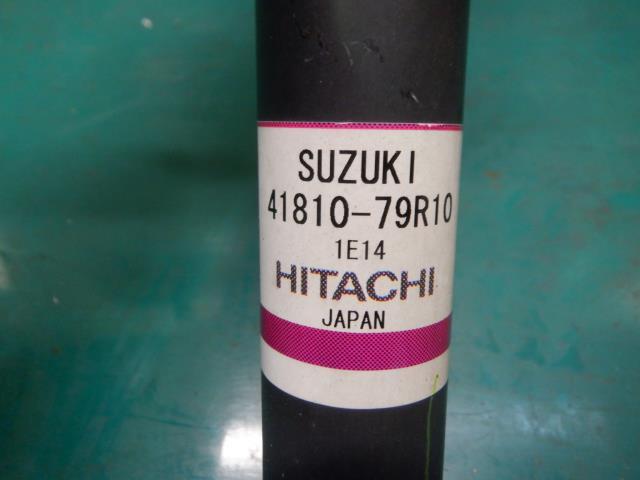 SUZUKI
41810-79R10
1E14
HITACHI
JAPAN